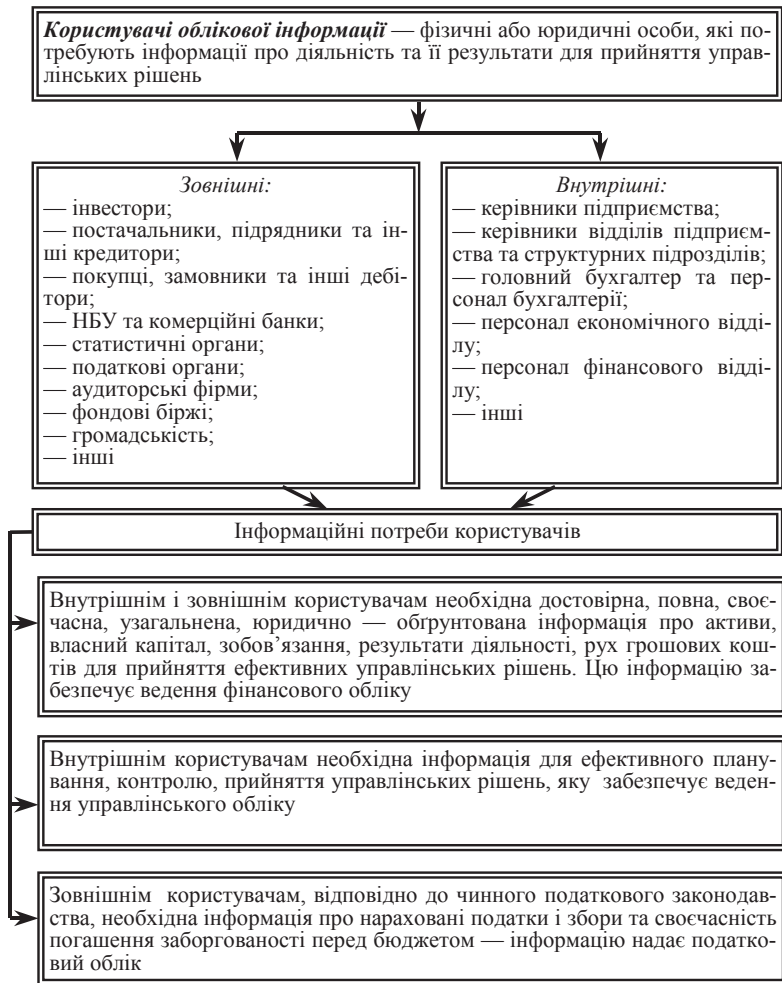 Користувачі облікової інформації — фізичні або юридичні особи, які по-
требують інформації про діяльність та її результати для прийняття управ-
лінських рішень
Зовнішні:
— інвестори;
— постачальники, підрядники та ін-
ші кредитори;
— покупці, замовники та інші дебі-
тори;
— НБУ та комерційні банки;
— статистичні органи;
— податкові органи;
— аудиторські фірми;
— фондові біржі;
— громадськість;
— інші
Внутрішні:
— керівники підприємства;
— керівники відділів підприєм-
ства та структурних підрозділів;
— головний бухгалтер та пер-
сонал бухгалтерії;
— персонал економічного відді-
лу;
— персонал фінансового відді-
лу;
— інші
Інформаційні потреби користувачів
Внутрішнім і зовнішнім користувачам необхідна достовірна, повна, своє-
часна, узагальнена, юридично — обґрунтована інформація про активи,
власний капітал, зобов’язання, результати діяльності, рух грошових кош-
тів для прийняття ефективних управлінських рішень. Цю інформацію за-
безпечує ведення фінансового обліку
Внутрішнім користувачам необхідна інформація для ефективного плану-
вання, контролю, прийняття управлінських рішень, яку забезпечує веден-
ня управлінського обліку
Зовнішнім користувачам, відповідно до чинного податкового законодав-
ства, необхідна інформація про нараховані податки і збори та своєчасність
погашення заборгованості перед бюджетом — інформацію надає податко-
вий облік